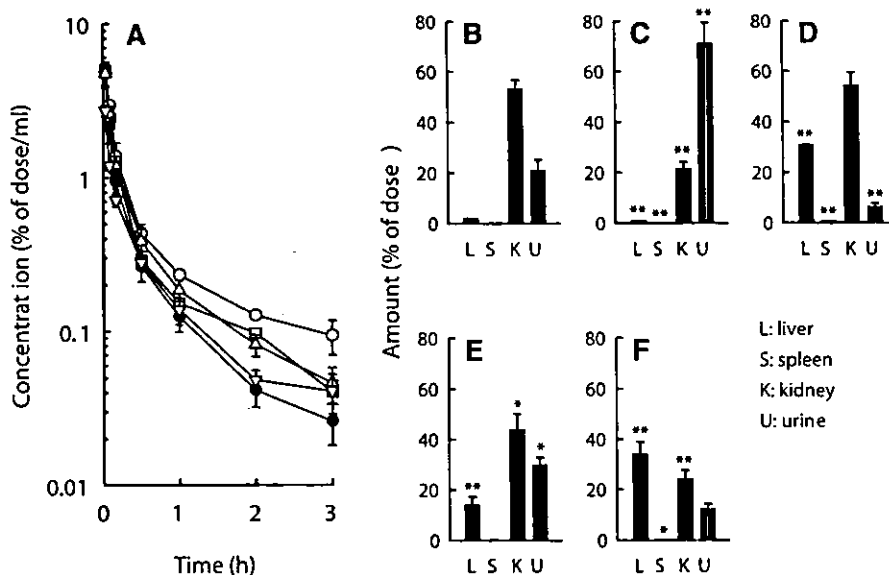 A
10
1
0.1
0.01
0 1 2 3
Concentration (% of dose/ml)
Time (h)
Amount (% of dose)
B
80
60
40
20
0
L S K U
C
80
60
40
20
0
** ** ** **
L S K U
D
80
60
40
20
0
** ** **
L S K U
E
80
60
40
20
0
** * *
L S K U
F
80
60
40
20
0
** * **
L S K U
L: liver
S: spleen
K: kidney
U: urine